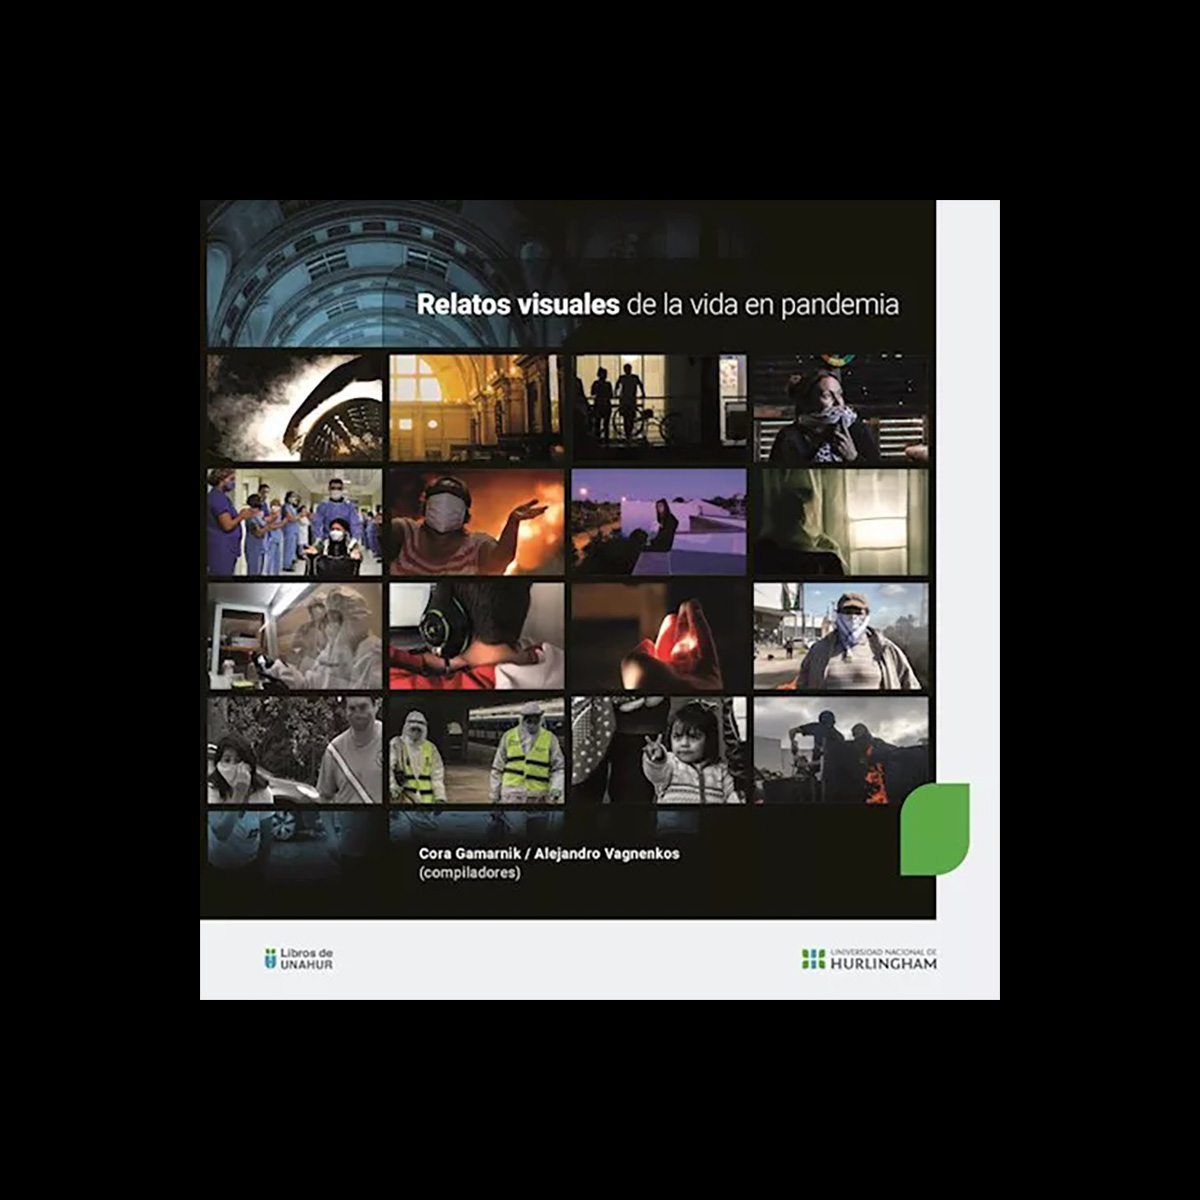 Relatos visuales de la vida en pandemia
Cora Gamarnik / Alejandro Vagnenkos
(compiladores)
Libros de
UNAHUR
UNIVERSIDAD NACIONAL DE
HURLINGHAM